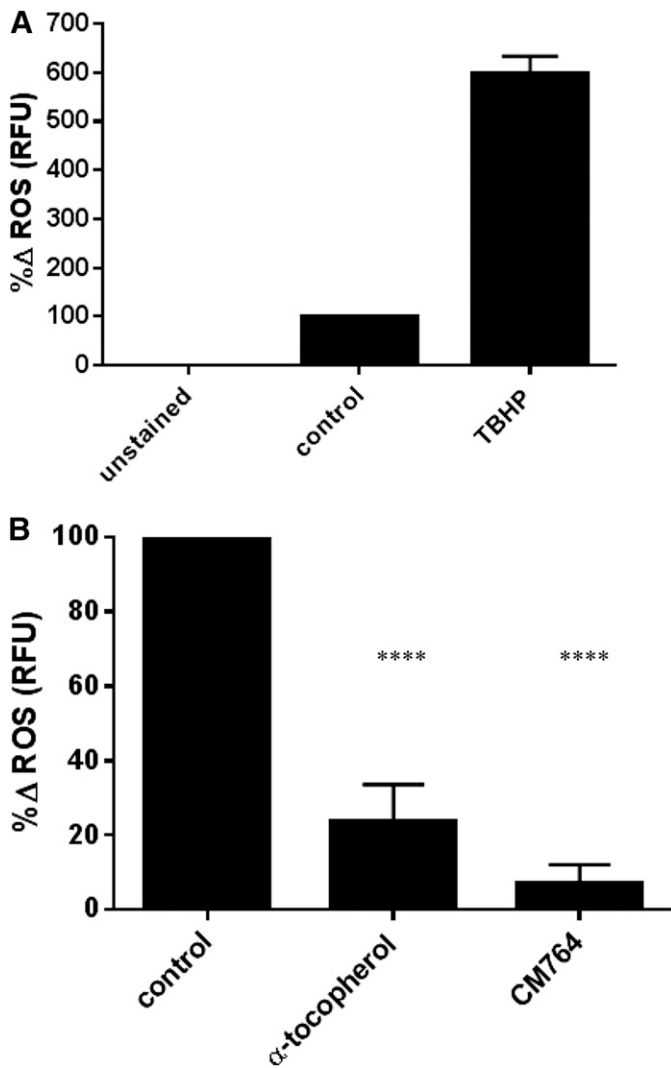 A
%Δ ROS (RFU)
700
600
500
400
300
200
100
0
unstained
control
TBHP
B
%Δ ROS (RFU)
100
80
60
40
20
0
****
****
control
α-tocopherol
CM764